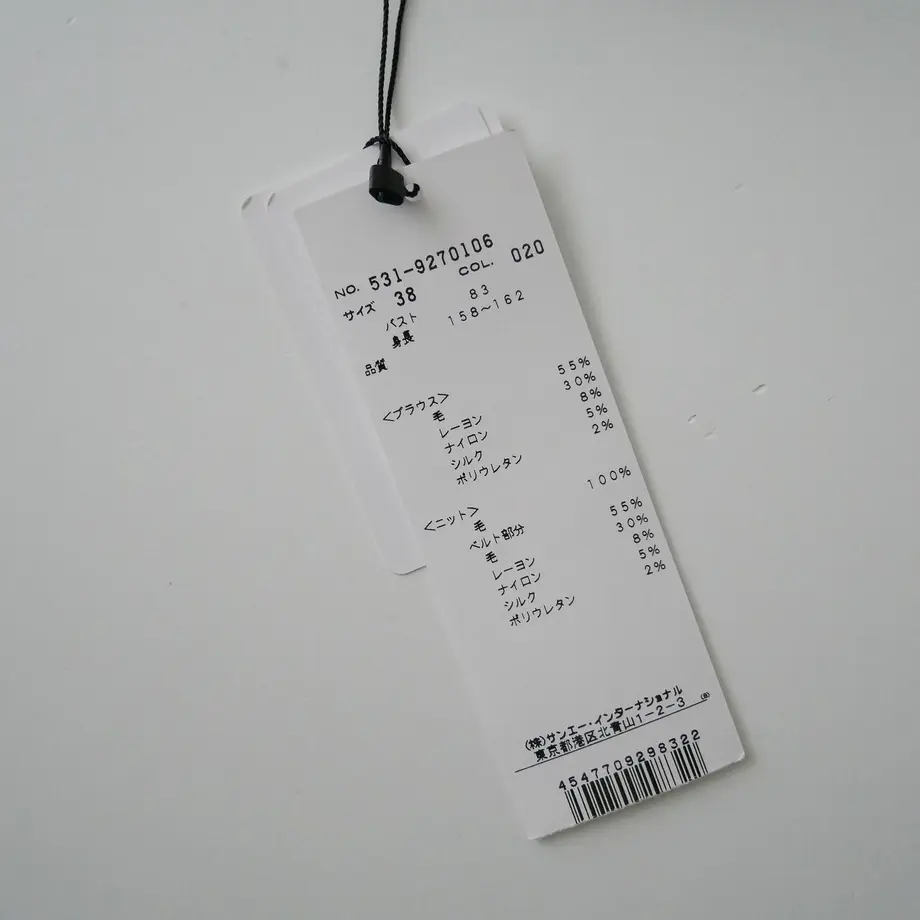 NO. 531-9270106
COL. 020
サイズ 38
バスト 83
身長 158～162
品質
＜ブラウス＞
毛 55%
レーヨン 30%
ナイロン 8%
シルク 5%
ポリウレタン 2%
＜ニット＞
毛 100%
ベルト部分
毛 55%
レーヨン 30%
ナイロン 8%
シルク 5%
ポリウレタン 2%
(株)サンエー・インターナショナル
東京都港区北青山1-2-3
4547709298322